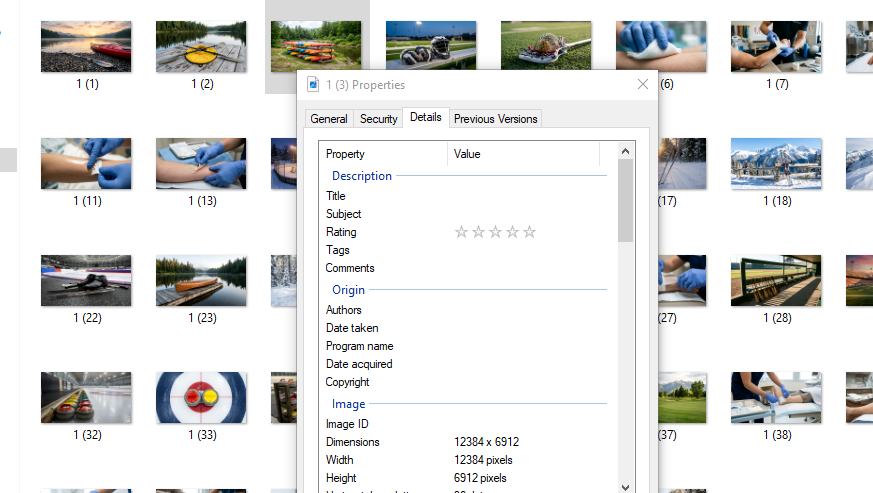 1 (1)
1 (2)
(6)
1 (7)
1 (3) Properties
General
Security
Details
Previous Versions
Property
Value
Description
Title
Subject
Rating
Tags
Comments
Origin
Authors
Date taken
Program name
Date acquired
Copyright
Image
Image ID
Dimensions
12384 x 6912
Width
12384 pixels
Height
6912 pixels
1 (11)
1 (13)
(17)
1 (18)
1 (22)
1 (23)
(27)
1 (28)
1 (32)
1 (33)
(37)
1 (38)